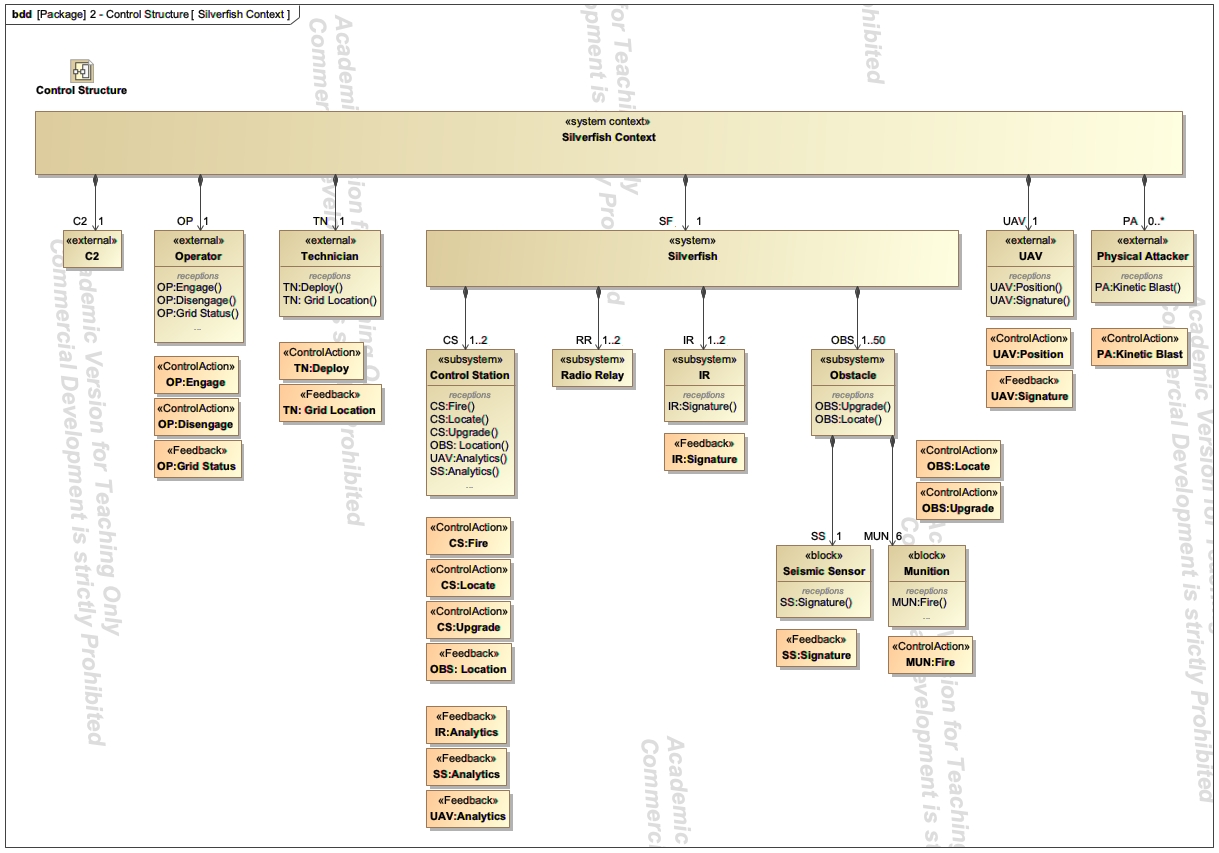 bdd [Package] 2 - Control Structure [ Silverfish Context ]
Control Structure
«system context»
Silverfish Context
C2 1
«external»
C2
OP 1
«external»
Operator
receptions
OP:Engage()
OP:Disengage()
OP:Grid Status()
...
«ControlAction»
OP:Engage
«ControlAction»
OP:Disengage
«Feedback»
OP:Grid Status
TN 1
«external»
Technician
receptions
TN:Deploy()
TN: Grid Location()
«ControlAction»
TN:Deploy
«Feedback»
TN: Grid Location
SF 1
«system»
Silverfish
CS 1..2
«subsystem»
Control Station
receptions
CS:Fire()
CS:Locate()
CS:Upgrade()
OBS: Location()
UAV:Analytics()
SS:Analytics()
...
«ControlAction»
CS:Fire
«ControlAction»
CS:Locate
«ControlAction»
CS:Upgrade
«Feedback»
OBS: Location
«Feedback»
IR:Analytics
«Feedback»
SS:Analytics
«Feedback»
UAV:Analytics
RR 1..2
«subsystem»
Radio Relay
IR 1..2
«subsystem»
IR
receptions
IR:Signature()
«Feedback»
IR:Signature
OBS 1..50
«subsystem»
Obstacle
receptions
OBS:Upgrade()
OBS:Locate()
«ControlAction»
OBS:Locate
«ControlAction»
OBS:Upgrade
SS 1
«block»
Seismic Sensor
receptions
SS:Signature()
«Feedback»
SS:Signature
MUN 6
«block»
Munition
receptions
MUN:Fire()
...
«ControlAction»
MUN:Fire
UAV 1
«external»
UAV
receptions
UAV:Position()
UAV:Signature()
«ControlAction»
UAV:Position
«Feedback»
UAV:Signature
PA 0..*
«external»
Physical Attacker
receptions
PA:Kinetic Blast()
«ControlAction»
PA:Kinetic Blast
Academic Version for Teaching Only
Commercial Development is strictly Prohibited